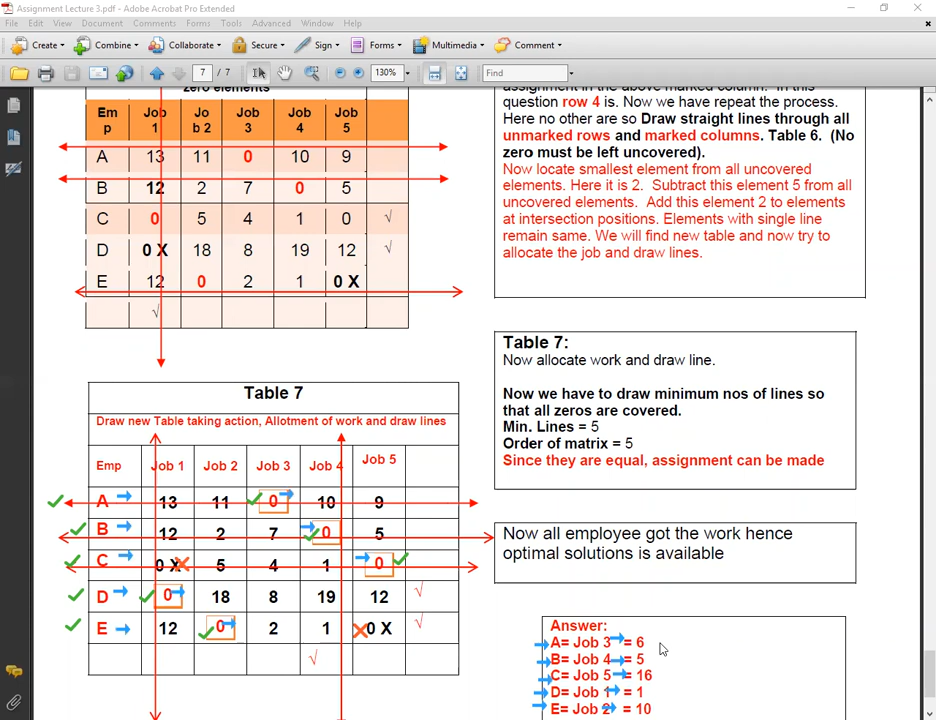 Assignment Lecture 3.pdf - Adobe Acrobat Pro Extended
File Edit View Document Comments Forms Tools Advanced Window Help
Create Combine Collaborate Secure Sign Forms Multimedia Comment
7 / 7 130% Find
zero elements
Em p Job 1 Jo b 2 Job 3 Job 4 Job 5
A 13 11 0 10 9
B 12 2 7 0 5
C 0 5 4 1 0 √
D 0 X 18 8 19 12 √
E 12 0 2 1 0 X
√
assignment in the above marked column. In this
question row 4 is. Now we have repeat the process.
Here no other are so Draw straight lines through all
unmarked rows and marked columns. Table 6. (No
zero must be left uncovered).
Now locate smallest element from all uncovered
elements. Here it is 2. Subtract this element 5 from all
uncovered elements. Add this element 2 to elements
at intersection positions. Elements with single line
remain same. We will find new table and now try to
allocate the job and draw lines.
Table 7
Draw new Table taking action, Allotment of work and draw lines
Emp Job 1 Job 2 Job 3 Job 4 Job 5
A 13 11 0 10 9
B 12 2 7 0 5
C 0 X 5 4 1 0
D 0 18 8 19 12 √
E 12 0 2 1 0 X √
√
Table 7:
Now allocate work and draw line.
Now we have to draw minimum nos of lines so
that all zeros are covered.
Min. Lines = 5
Order of matrix = 5
Since they are equal, assignment can be made
Now all employee got the work hence
optimal solutions is available
Answer:
A= Job 3 = 6
B= Job 4 = 5
C= Job 5 = 16
D= Job 1 = 1
E= Job 2 = 10